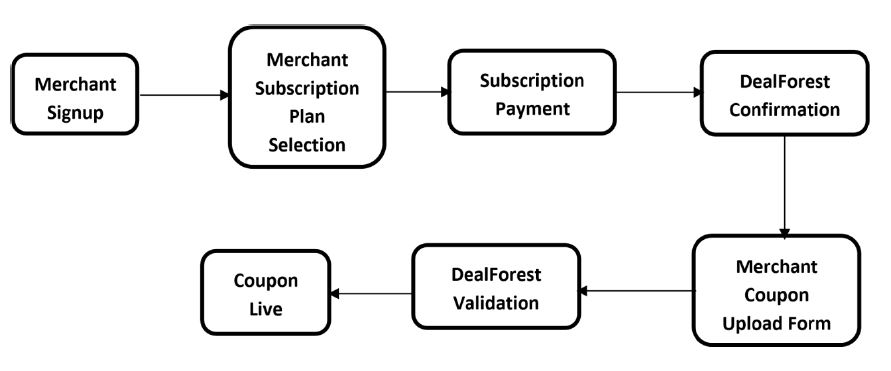 Merchant
Signup
Merchant
Subscription
Plan
Selection
Subscription
Payment
DealForest
Confirmation
Merchant
Coupon
Upload Form
DealForest
Validation
Coupon
Live